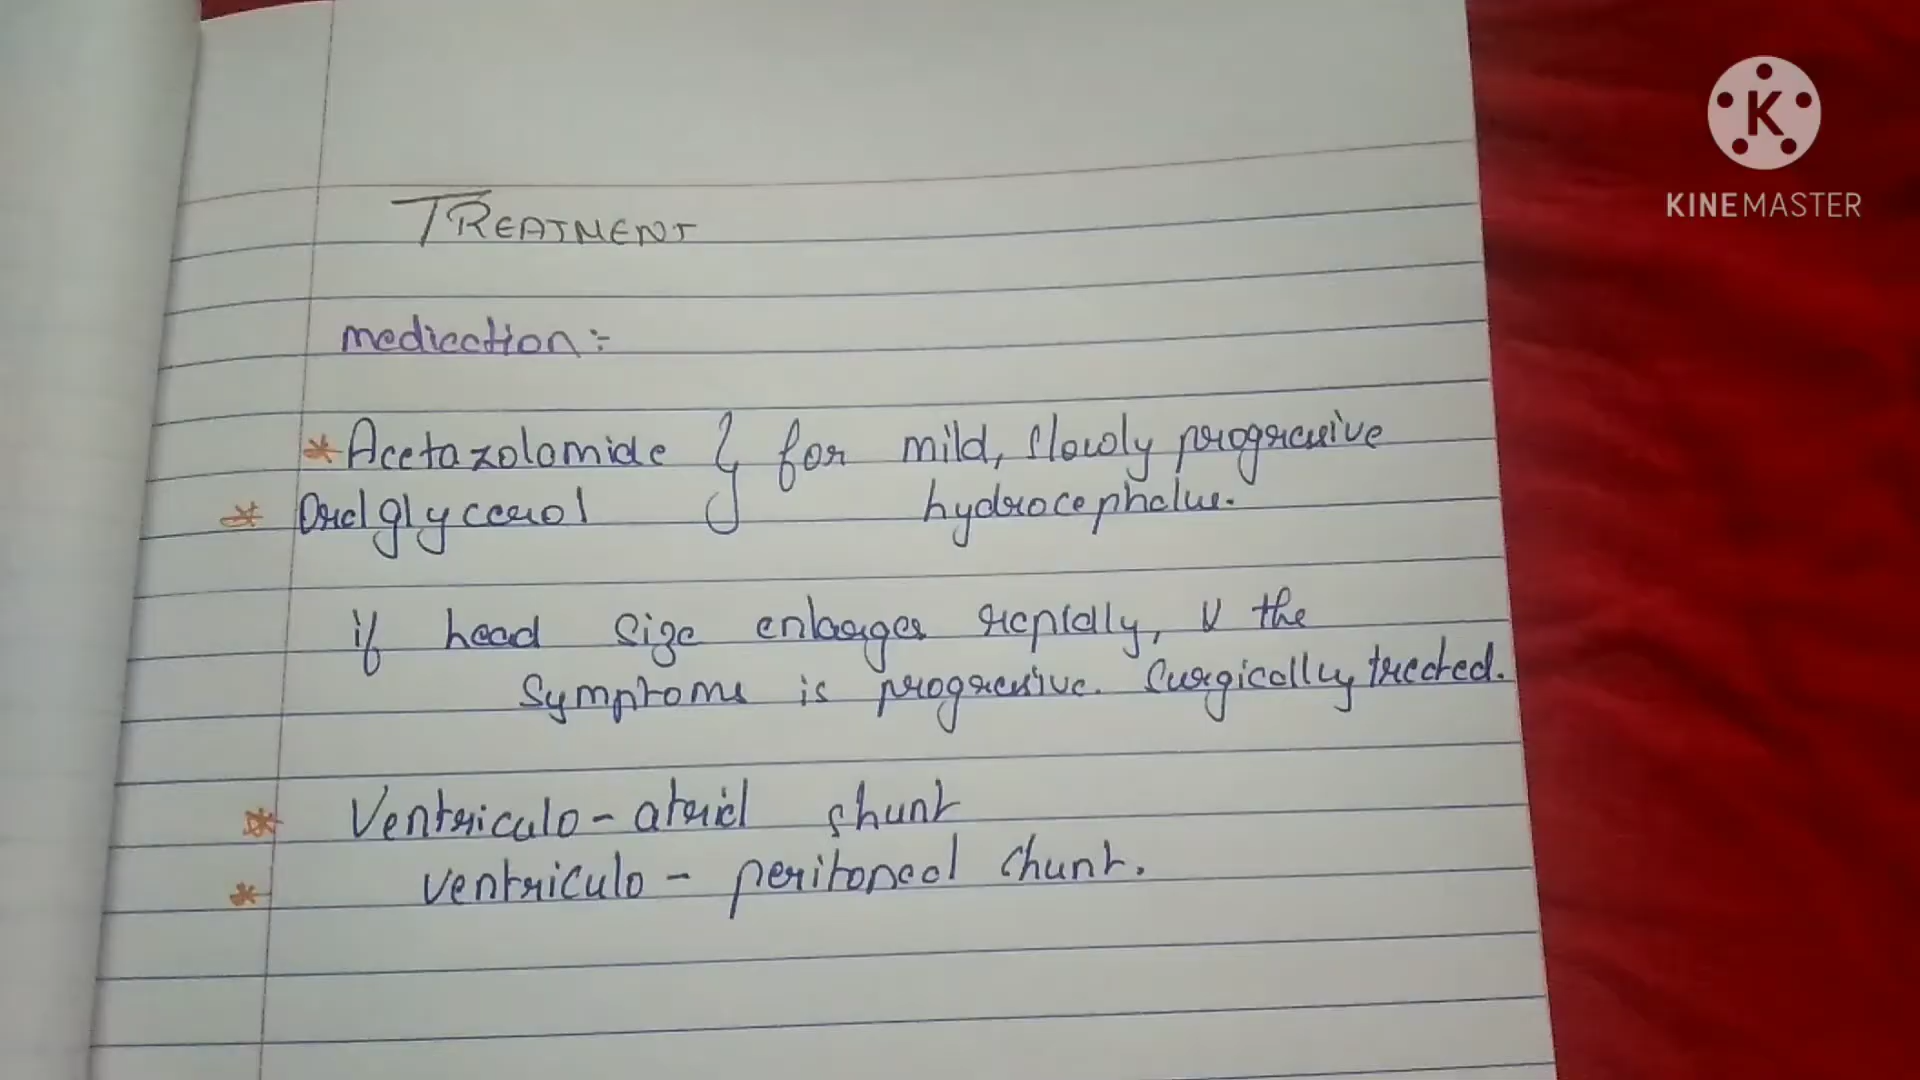 TREATMENT
medication:-
* Acetazolamide } for mild, slowly progressive
* Oral glycerol hydrocephalus.
if head size enlarges rapidly, & the
symptoms is progressive. Surgically treated.
* Ventriculo-atrial shunt
* ventriculo-peritoneal shunt.
K
KINEMASTER